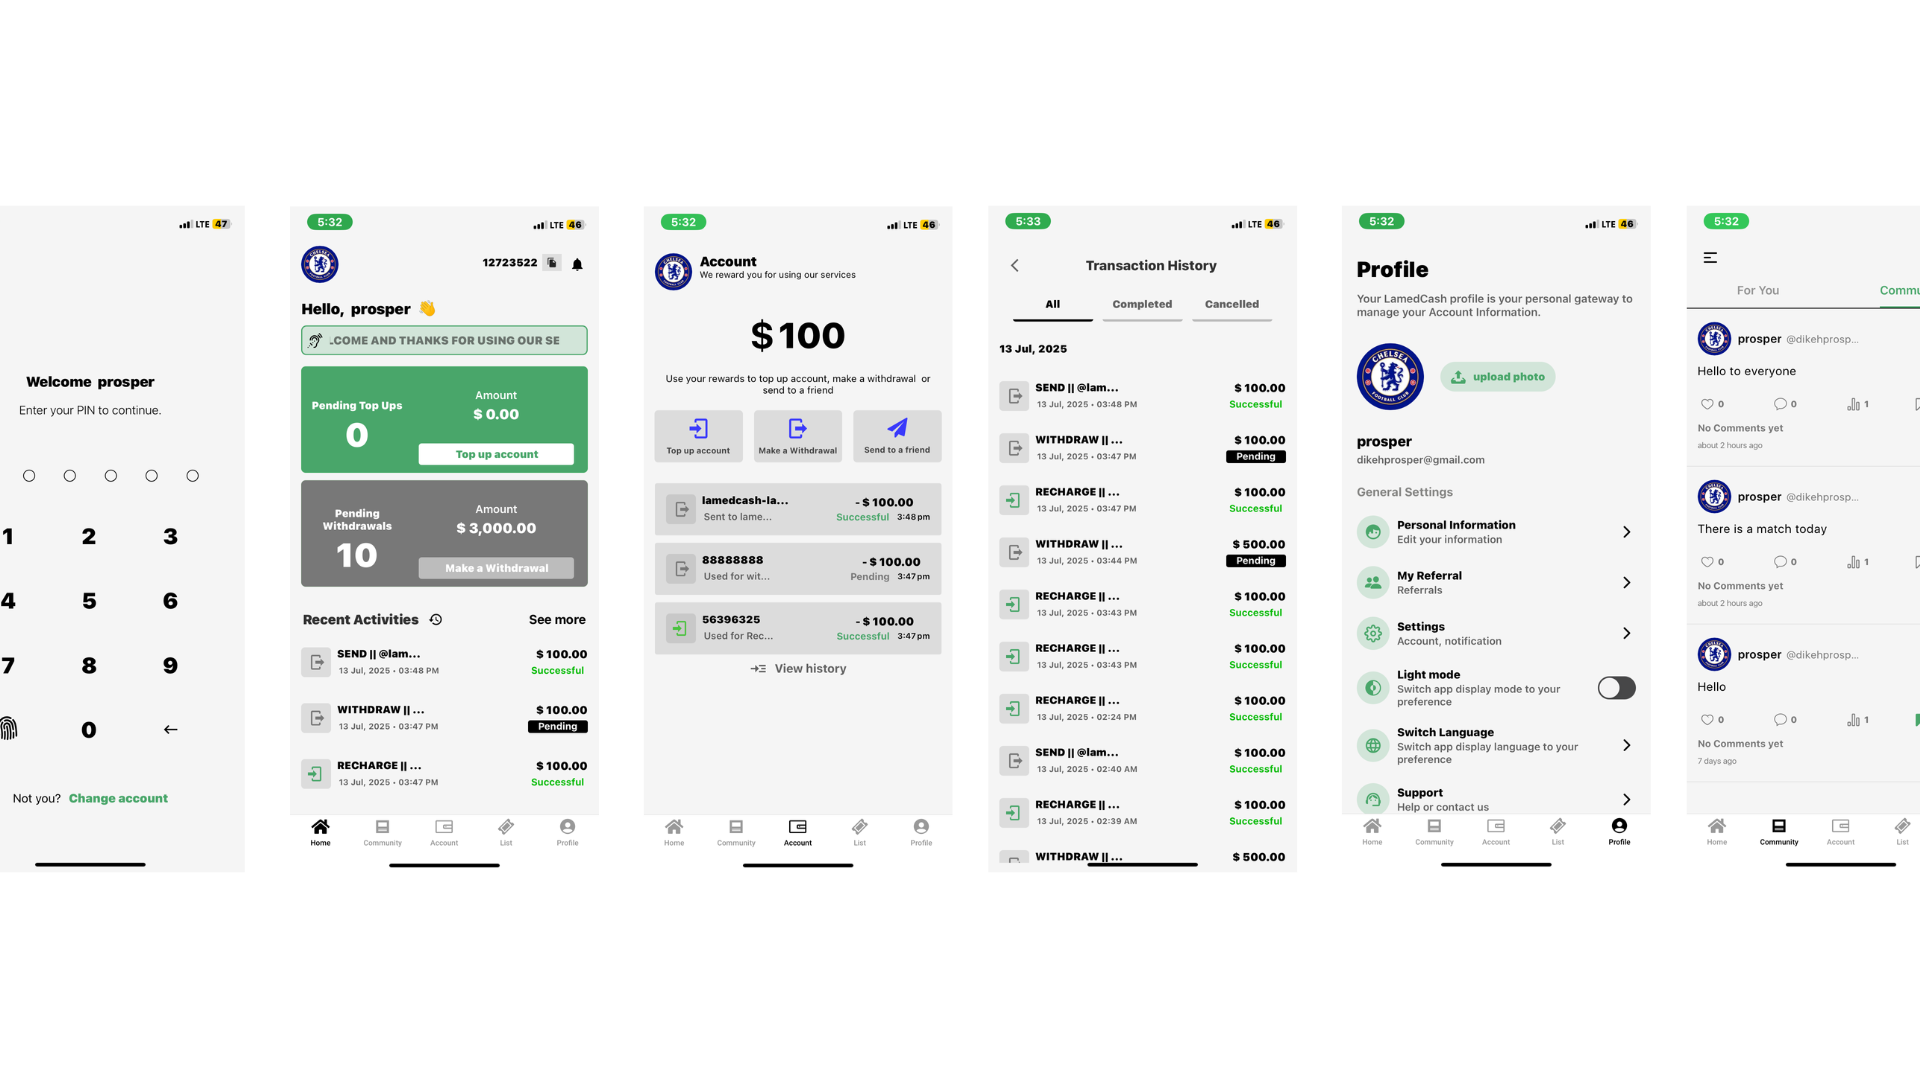 LTE 47
Welcome prosper
Enter your PIN to continue.
1 2 3
4 5 6
7 8 9
0
Not you? Change account
5:32
LTE 46
12723522
Hello, prosper 👋
.COME AND THANKS FOR USING OUR SE
Pending Top Ups
0
Amount
$ 0.00
Top up account
Pending
Withdrawals
10
Amount
$ 3,000.00
Make a Withdrawal
Recent Activities
See more
SEND || @lam...
$ 100.00
13 Jul, 2025 • 03:48 PM
Successful
WITHDRAW || ...
$ 100.00
13 Jul, 2025 • 03:47 PM
Pending
RECHARGE || ...
$ 100.00
13 Jul, 2025 • 03:47 PM
Successful
Home
Community
Account
List
Profile
5:32
LTE 46
Account
We reward you for using our services
$100
Use your rewards to top up account, make a withdrawal or
send to a friend
Top up account
Make a Withdrawal
Send to a friend
lamedcash-la...
- $ 100.00
Sent to lame...
Successful 3:48pm
88888888
- $ 100.00
Used for wit...
Pending 3:47pm
56396325
- $ 100.00
Used for Rec...
Successful 3:47pm
View history
Home
Community
Account
List
Profile
5:33
LTE 46
Transaction History
All
Completed
Cancelled
13 Jul, 2025
SEND || @lam...
$ 100.00
13 Jul, 2025 • 03:48 PM
Successful
WITHDRAW || ...
$ 100.00
13 Jul, 2025 • 03:47 PM
Pending
RECHARGE || ...
$ 100.00
13 Jul, 2025 • 03:47 PM
Successful
WITHDRAW || ...
$ 500.00
13 Jul, 2025 • 03:44 PM
Pending
RECHARGE || ...
$ 100.00
13 Jul, 2025 • 03:43 PM
Successful
RECHARGE || ...
$ 100.00
13 Jul, 2025 • 03:43 PM
Successful
RECHARGE || ...
$ 100.00
13 Jul, 2025 • 02:24 PM
Successful
SEND || @lam...
$ 100.00
13 Jul, 2025 • 02:40 AM
Successful
RECHARGE || ...
$ 100.00
13 Jul, 2025 • 02:39 AM
Successful
WITHDRAW || ...
$ 500.00
5:32
LTE 46
Profile
Your LamedCash profile is your personal gateway to
manage your Account Information.
CHELSEA
FOOTBALL CLUB
upload photo
prosper
dikehprosper@gmail.com
General Settings
Personal Information
Edit your information
My Referral
Referrals
Settings
Account, notification
Light mode
Switch app display mode to your
preference
Switch Language
Switch app display language to your
preference
Support
Help or contact us
Home
Community
Account
List
Profile
5:32
For You
Commu
prosper @dikehprosp...
Hello to everyone
0 0 1
No Comments yet
about 2 hours ago
prosper @dikehprosp...
There is a match today
0 0 1
No Comments yet
about 2 hours ago
prosper @dikehprosp...
Hello
0 0 1
No Comments yet
7 days ago
Home
Community
Account
List